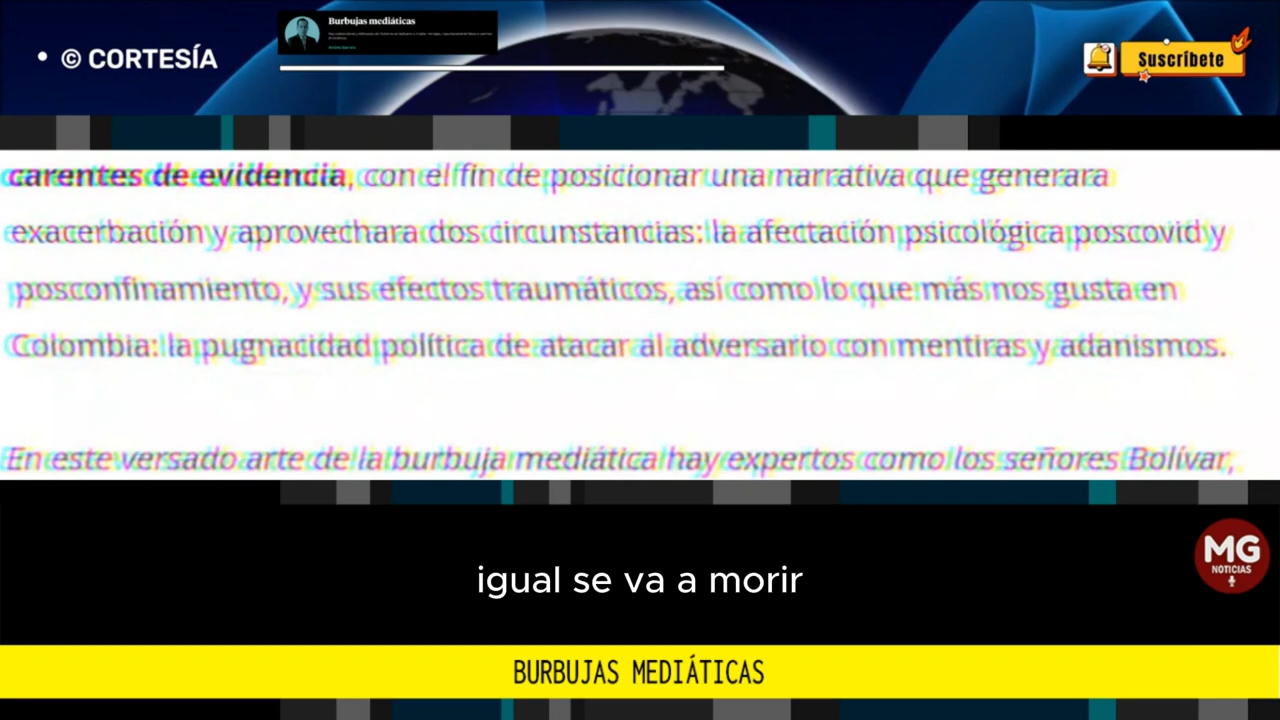 © CORTESÍA
Burbujas mediáticas
Suscríbete
carentes de evidencia, con el fin de posicionar una narrativa que generara
exacerbación y aprovechara dos circunstancias: la afectación psicológica poscovid y
posconfinamiento, y sus efectos traumáticos, así como lo que más nos gusta en
Colombia: la pugnacidad política de atacar al adversario con mentiras y adanismos.
En este versado arte de la burbuja mediática hay expertos como los señores Bolívar,
igual se va a morir
MG
NOTICIAS
BURBUJAS MEDIÁTICAS